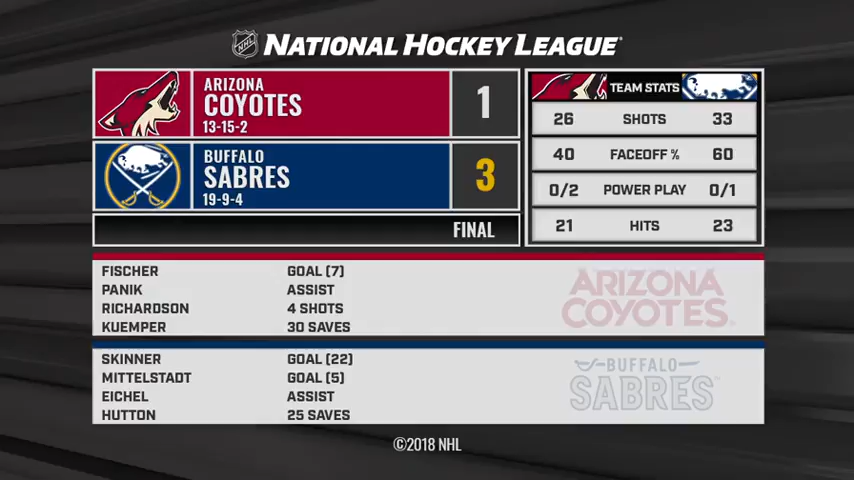 NHL NATIONAL HOCKEY LEAGUE
ARIZONA
COYOTES
13-15-2
1
BUFFALO
SABRES
19-9-4
3
FINAL
TEAM STATS
26 SHOTS 33
40 FACEOFF % 60
0/2 POWER PLAY 0/1
21 HITS 23
FISCHER GOAL (7)
PANIK ASSIST
RICHARDSON 4 SHOTS
KUEMPER 30 SAVES
ARIZONA
COYOTES
SKINNER GOAL (22)
MITTELSTADT GOAL (5)
EICHEL ASSIST
HUTTON 25 SAVES
BUFFALO
SABRES
©2018 NHL